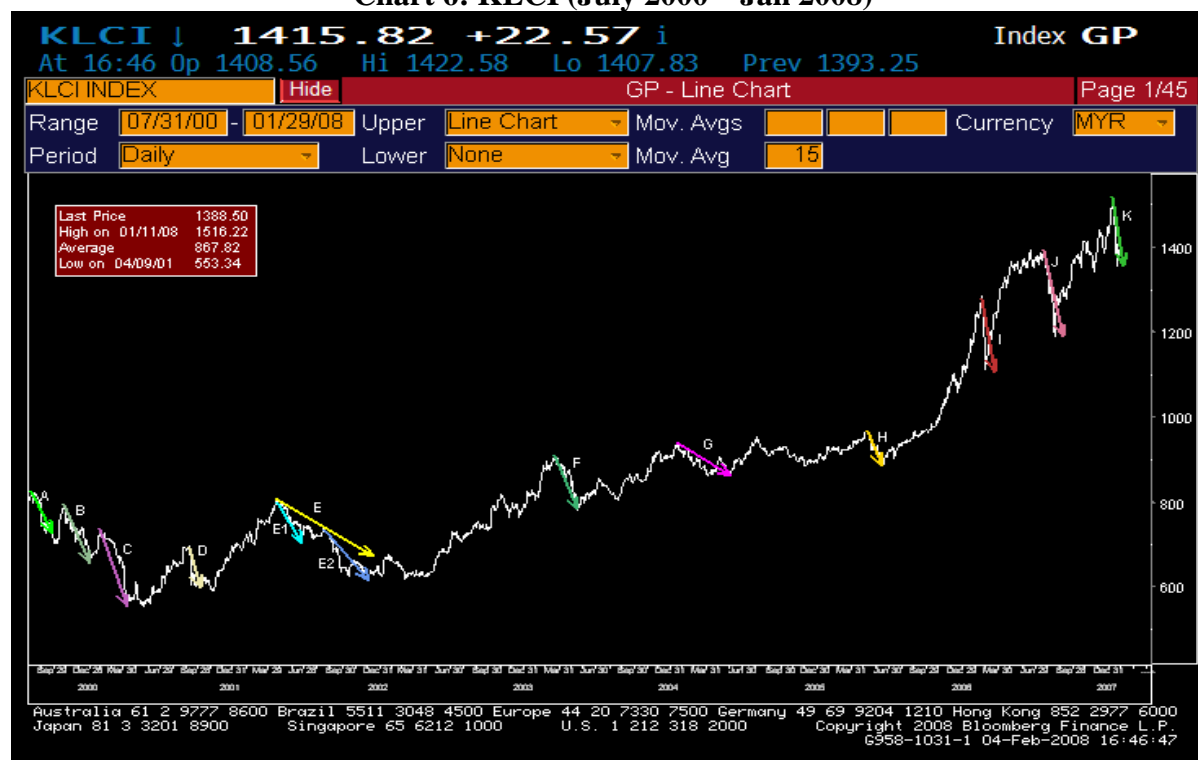 KLCI ↓ 1415.82 +22.57 i Index GP
At 16:46 Op 1408.56 Hi 1422.58 Lo 1407.83 Prev 1393.25
KLCI INDEX Hide GP - Line Chart Page 1/45
Range 07/31/00 - 01/29/08 Upper Line Chart Mov. Avgs Currency MYR
Period Daily Lower None Mov. Avg 15
Last Price 1388.50
High on 01/11/08 1516.22
Average 867.82
Low on 04/09/01 553.34
K
J
1400
I
1200
1000
H
G
F
E
A
B
800
E1
C
D
E2
600
2000 2001 2002 2003 2004 2005 2006 2007
Australia 61 2 9777 8600 Brazil 5511 3048 4500 Europe 44 20 7330 7500 Germany 49 69 9204 1210 Hong Kong 852 2977 6000
Japan 81 3 3201 8900 Singapore 65 6212 1000 U.S. 1 212 318 2000 Copyright 2008 Bloomberg Finance L.P.
G958-1031-1 04-Feb-2008 16:46:47